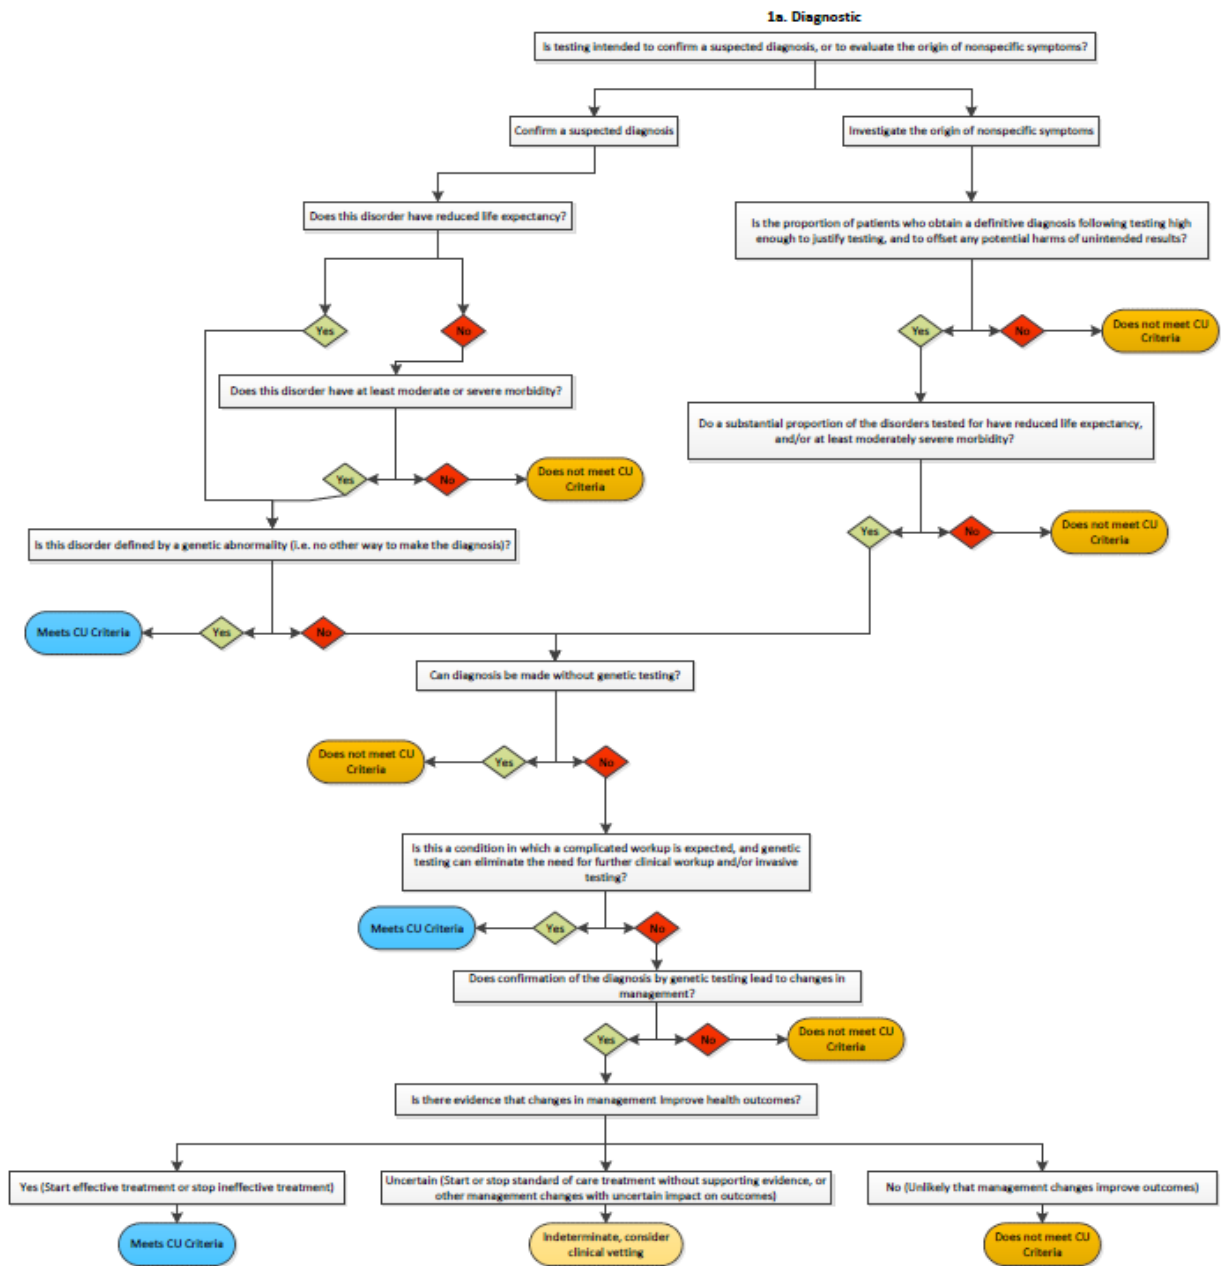 1a. Diagnostic
Is testing intended to confirm a suspected diagnosis, or to evaluate the origin of nonspecific symptoms?
Confirm a suspected diagnosis
Investigate the origin of nonspecific symptoms
Does this disorder have reduced life expectancy?
Is the proportion of patients who obtain a definitive diagnosis following testing high
enough to justify testing, and to offset any potential harms of unintended results?
Yes
No
Yes
No
Does not meet CU
Criteria
Does this disorder have at least moderate or severe morbidity?
Do a substantial proportion of the disorders tested for have reduced life expectancy,
and/or at least moderately severe morbidity?
Yes
No
Does not meet CU
Criteria
Is this disorder defined by a genetic abnormality (i.e. no other way to make the diagnosis)?
Yes
No
Does not meet CU
Criteria
Meets CU Criteria
Yes
No
Can diagnosis be made without genetic testing?
Does not meet CU
Criteria
Yes
No
Is this a condition in which a complicated workup is expected, and genetic
testing can eliminate the need for further clinical workup and/or invasive
testing?
Meets CU Criteria
Yes
No
Does confirmation of the diagnosis by genetic testing lead to changes in
management?
Yes
No
Does not meet CU
Criteria
Is there evidence that changes in management improve health outcomes?
Yes (Start effective treatment or stop ineffective treatment)
Uncertain (Start or stop standard of care treatment without supporting evidence, or
other management changes with uncertain impact on outcomes)
No (Unlikely that management changes improve outcomes)
Meets CU Criteria
Indeterminate, consider
clinical vetting
Does not meet CU
Criteria